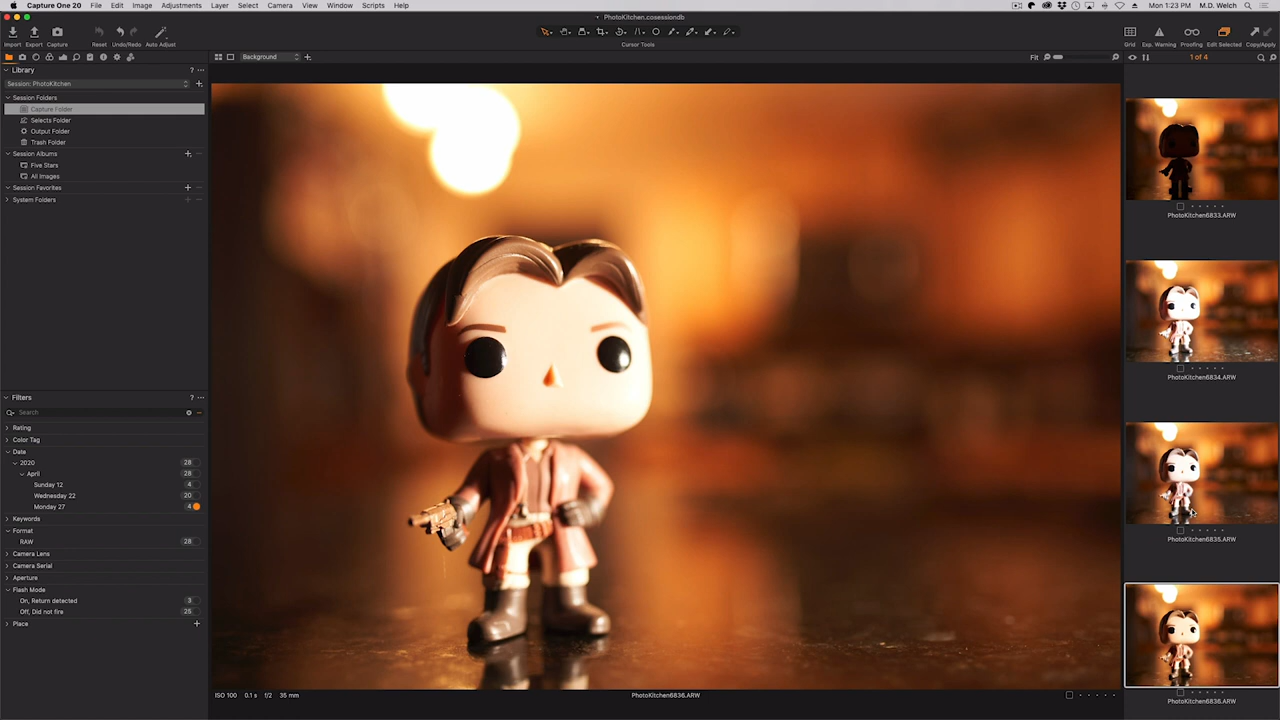 Capture One 20 File Edit Image Adjustments Layer Select Camera View Window Scripts Help
Mon 1:23 PM M.D. Welch
PhotoKitchen.cosessiondb
Import Export Capture Reset Undo/Redo Auto Adjust
Cursor Tools
Grid Exp. Warning Proofing Edit Selected Copy/Apply
Background
Fit
1 of 4
Library
? ...
Session: PhotoKitchen
Session Folders
Capture Folder
Selects Folder
Output Folder
Trash Folder
Session Albums
Five Stars
All Images
Session Favorites
System Folders
Filters
? ...
Search
Rating
Color Tag
Date
2020 28
April 28
Sunday 12 4
Wednesday 22 20
Monday 27 4
Keywords
Format
RAW 28
Camera Lens
Camera Serial
Aperture
Flash Mode
On, Return detected 3
Off, Did not fire 25
Place
ISO 100 0.1 s f/2 35 mm
PhotoKitchen6836.ARW
PhotoKitchen6833.ARW
PhotoKitchen6834.ARW
PhotoKitchen6835.ARW
PhotoKitchen6836.ARW